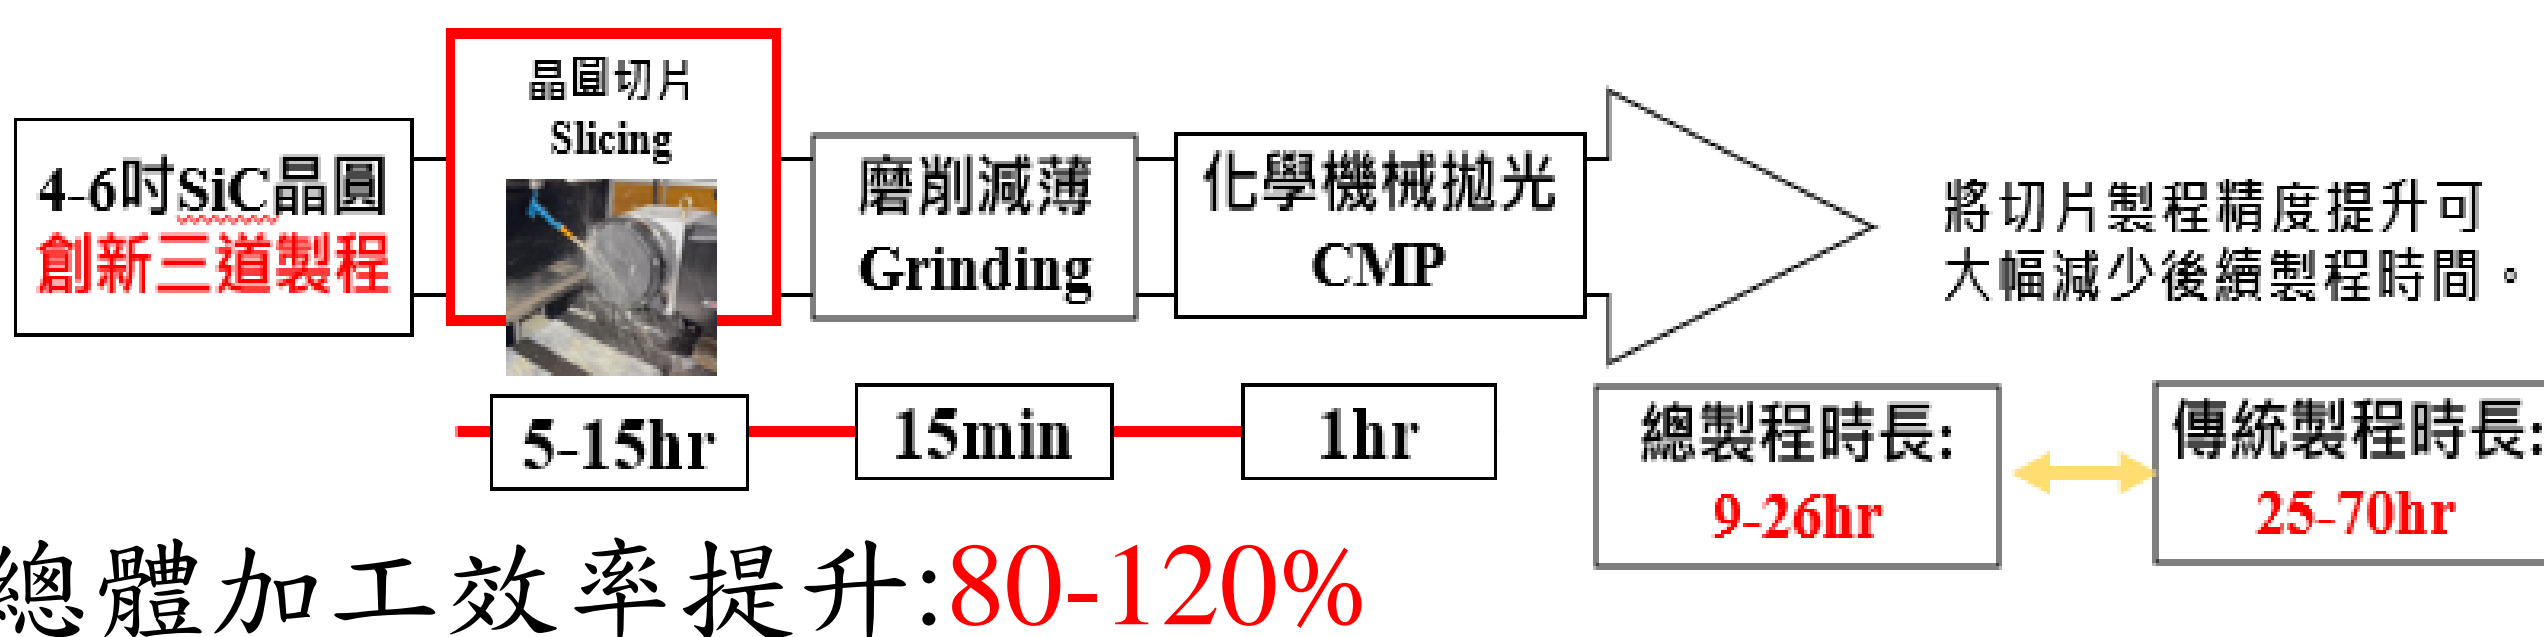 4-6吋SiC晶圓
創新三道製程
晶圓切片
Slicing
磨削減薄
Grinding
化學機械拋光
CMP
將切片製程精度提升可
大幅減少後續製程時間。
5-15hr
15min
1hr
總製程時長:
9-26hr
傳統製程時長:
25-70hr
總體加工效率提升:80-120%